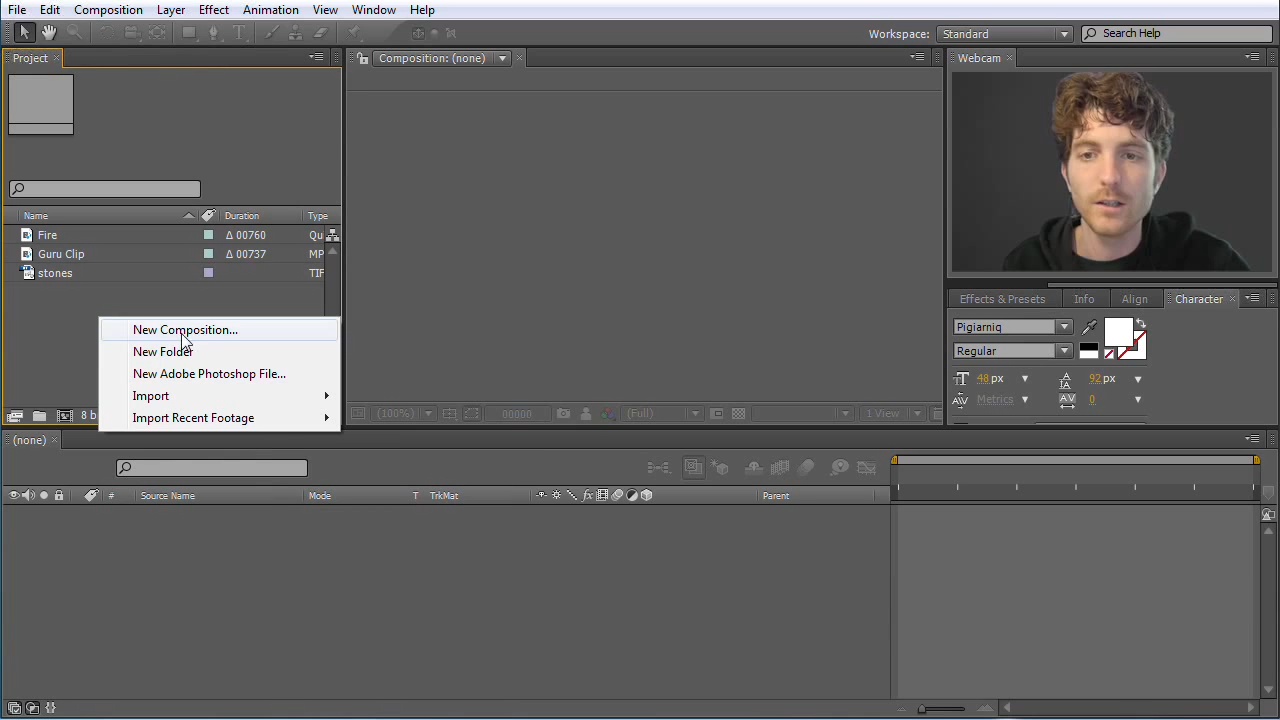 File Edit Composition Layer Effect Animation View Window Help
Workspace: Standard Search Help
Project Composition: (none) Webcam
Name Duration Type
Fire Δ 00760 Qu
Guru Clip Δ 00737 MP
stones TIF
Effects & Presets Info Align Character
New Composition...
Pigiarniq
New Folder
Regular
New Adobe Photoshop File...
48 px 92 px
Import
Metrics 0
8 b (100%) 00000 (Full) 1 View
Import Recent Footage
(none)
# Source Name Mode T TrkMat fx Parent